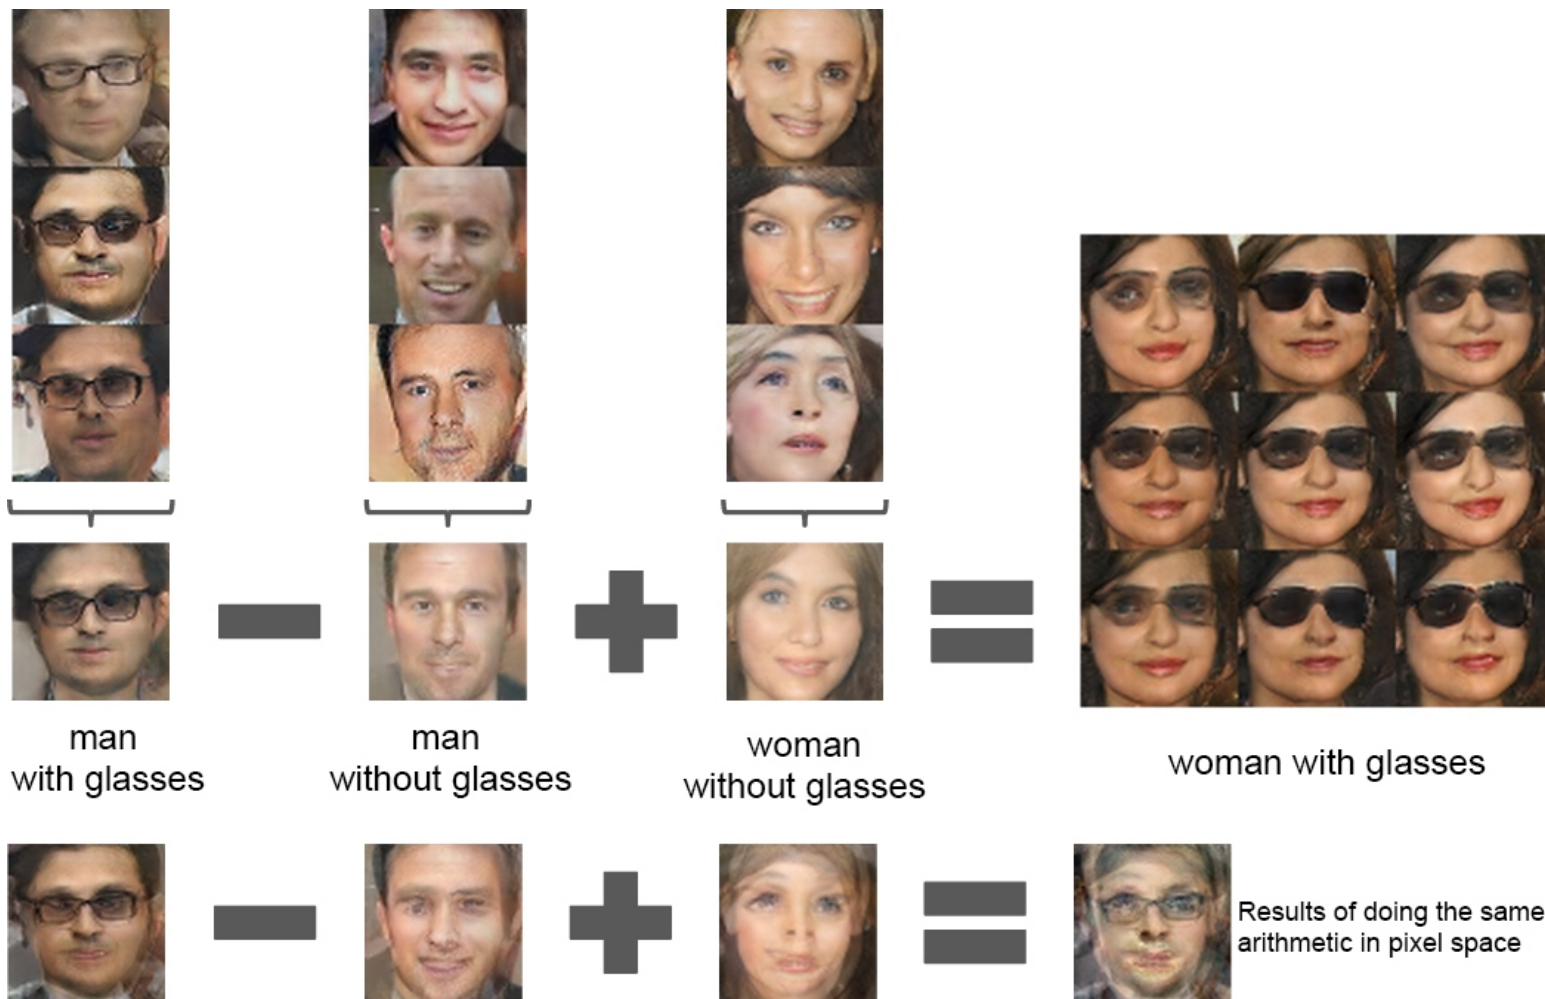 man
with glasses
man
without glasses
woman
without glasses
woman with glasses
Results of doing the same
arithmetic in pixel space